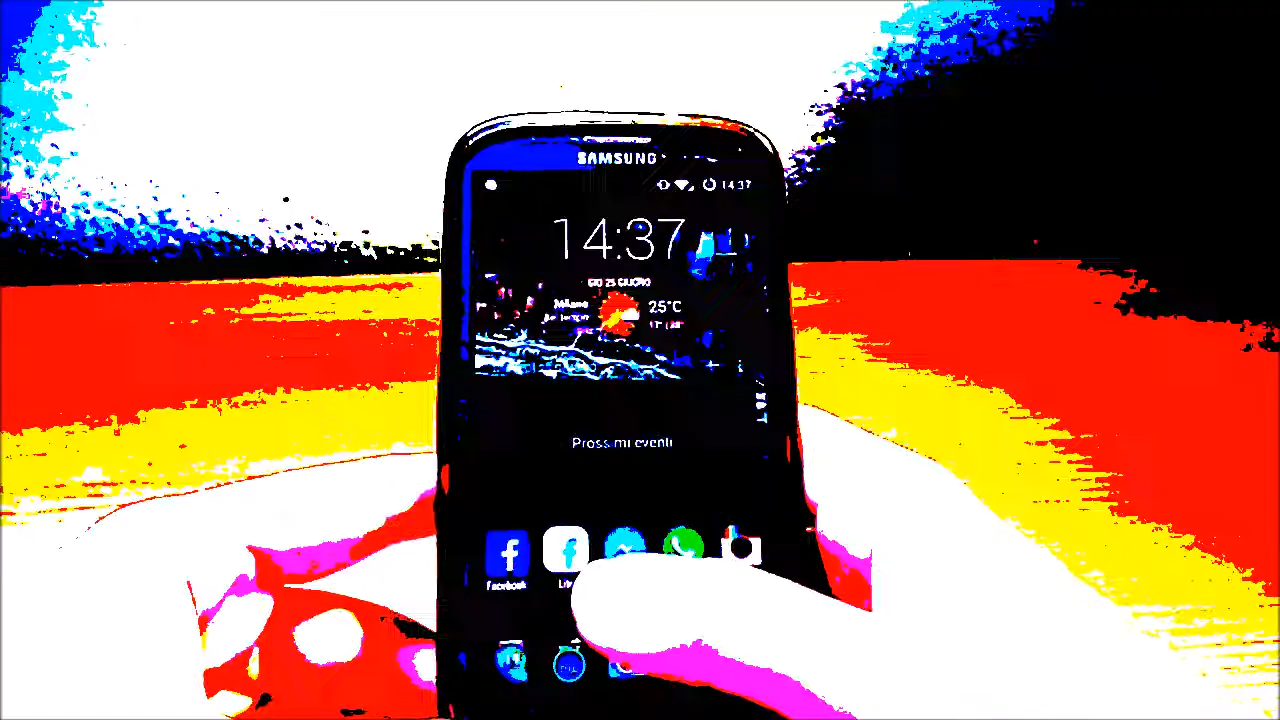 SAMSUNG
14:37
14:37
GIO 25 GIUGNO
Milano
25°C
Prossimi eventi
Facebook